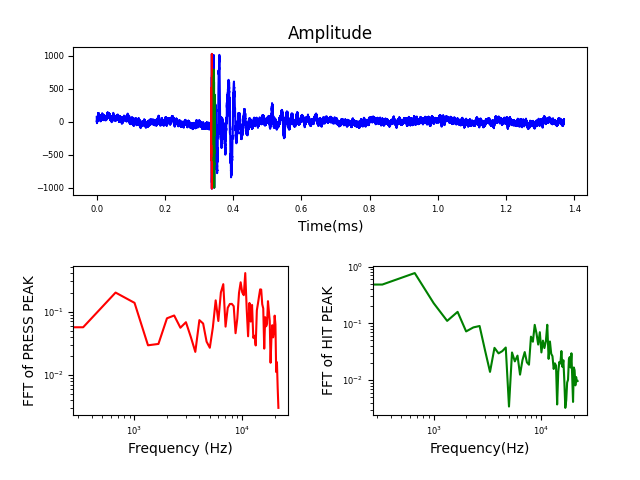 Amplitude
1000
500
0
−500
−1000
0.0 0.2 0.4 0.6 0.8 1.0 1.2 1.4
Time(ms)
FFT of PRESS PEAK
10⁻¹
10⁻²
10³ 10⁴
Frequency (Hz)
FFT of HIT PEAK
10⁰
10⁻¹
10⁻²
10³ 10⁴
Frequency(Hz)